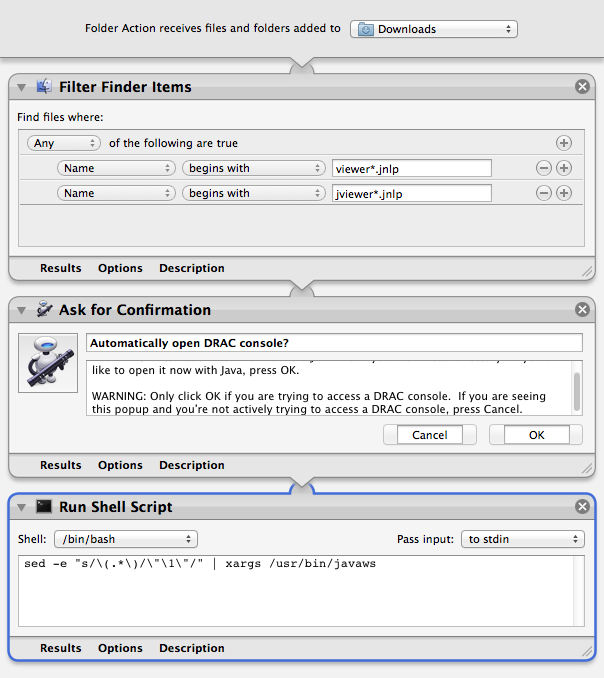 Folder Action receives files and folders added to Downloads
Filter Finder Items
Find files where:
Any of the following are true
Name begins with viewer*.jnlp
Name begins with jviewer*.jnlp
Results Options Description
Ask for Confirmation
Automatically open DRAC console?
like to open it now with Java, press OK.
WARNING: Only click OK if you are trying to access a DRAC console. If you are seeing
this popup and you're not actively trying to access a DRAC console, press Cancel.
Cancel OK
Results Options Description
Run Shell Script
Shell: /bin/bash Pass input: to stdin
sed -e "s/\(.*\)/\"\1\"/" | xargs /usr/bin/javaws
Results Options Description